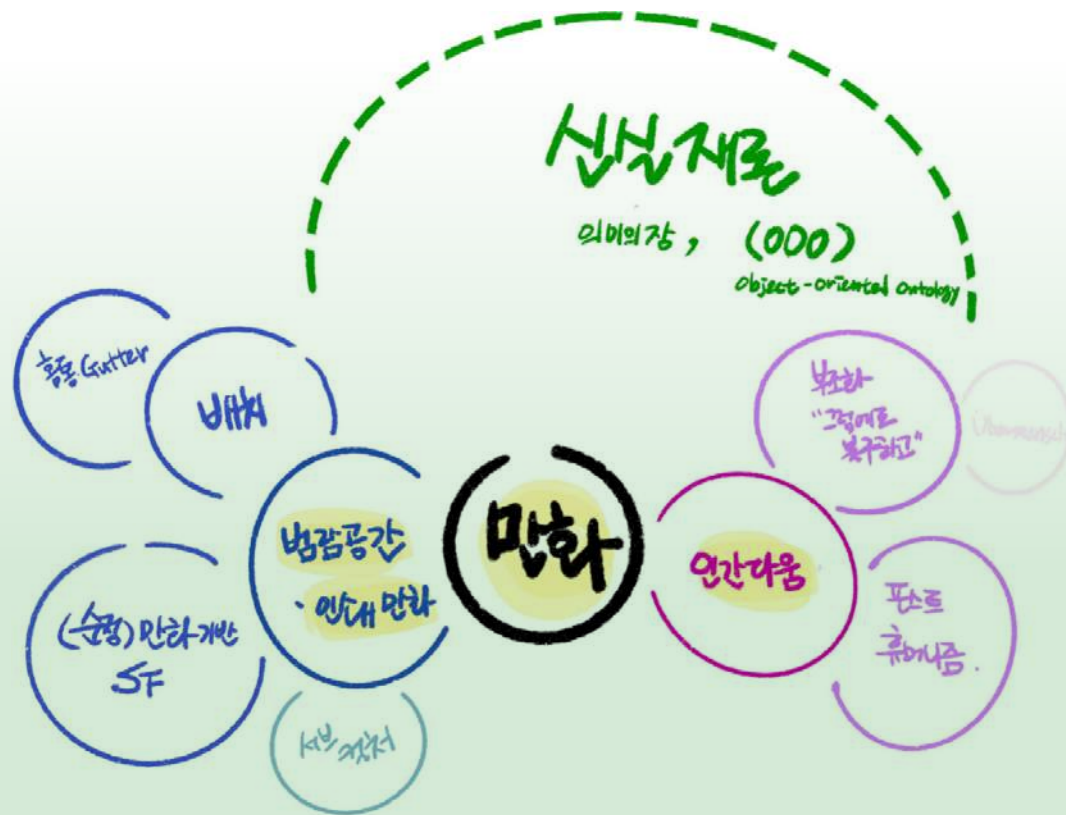 신실재론
의미의장, (OOO)
Object-oriented Ontology
홈통 Gutter
배치
범람공간
· 인쇄 만화
(순정) 만화기반
SF
서브컬처
만화
인간다움
부조화
"그럼에도
불구하고"
Übermensch
포스트
휴머니즘.